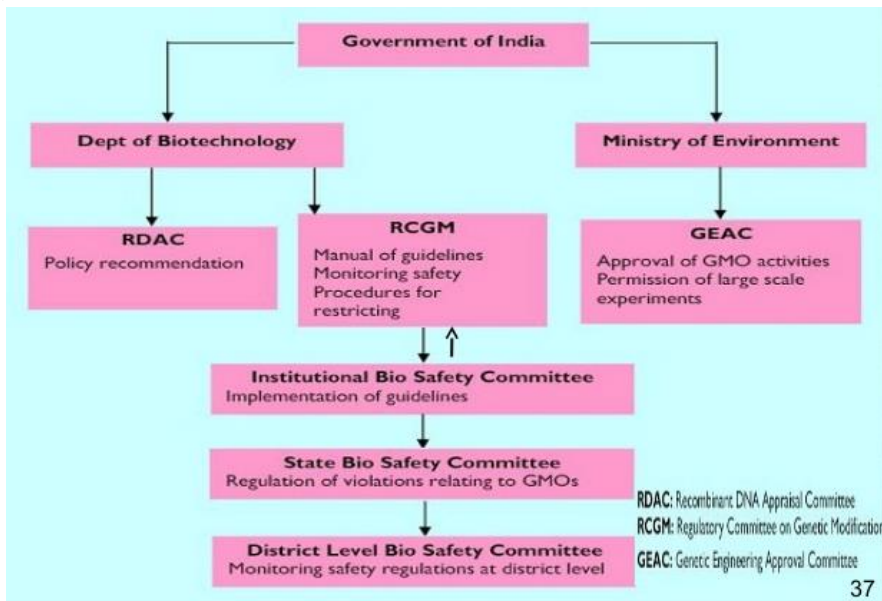 Government of India
Dept of Biotechnology
Ministry of Environment
RDAC
Policy recommendation
RCGM
Manual of guidelines
Monitoring safety
Procedures for
restricting
GEAC
Approval of GMO activities
Permission of large scale
experiments
Institutional Bio Safety Committee
Implementation of guidelines
State Bio Safety Committee
Regulation of violations relating to GMOs
District Level Bio Safety Committee
Monitoring safety regulations at district level
RDAC: Recombinant DNA Appraisal Committee
RCGM: Regulatory Committee on Genetic Modification
GEAC: Genetic Engineering Approval Committee
37